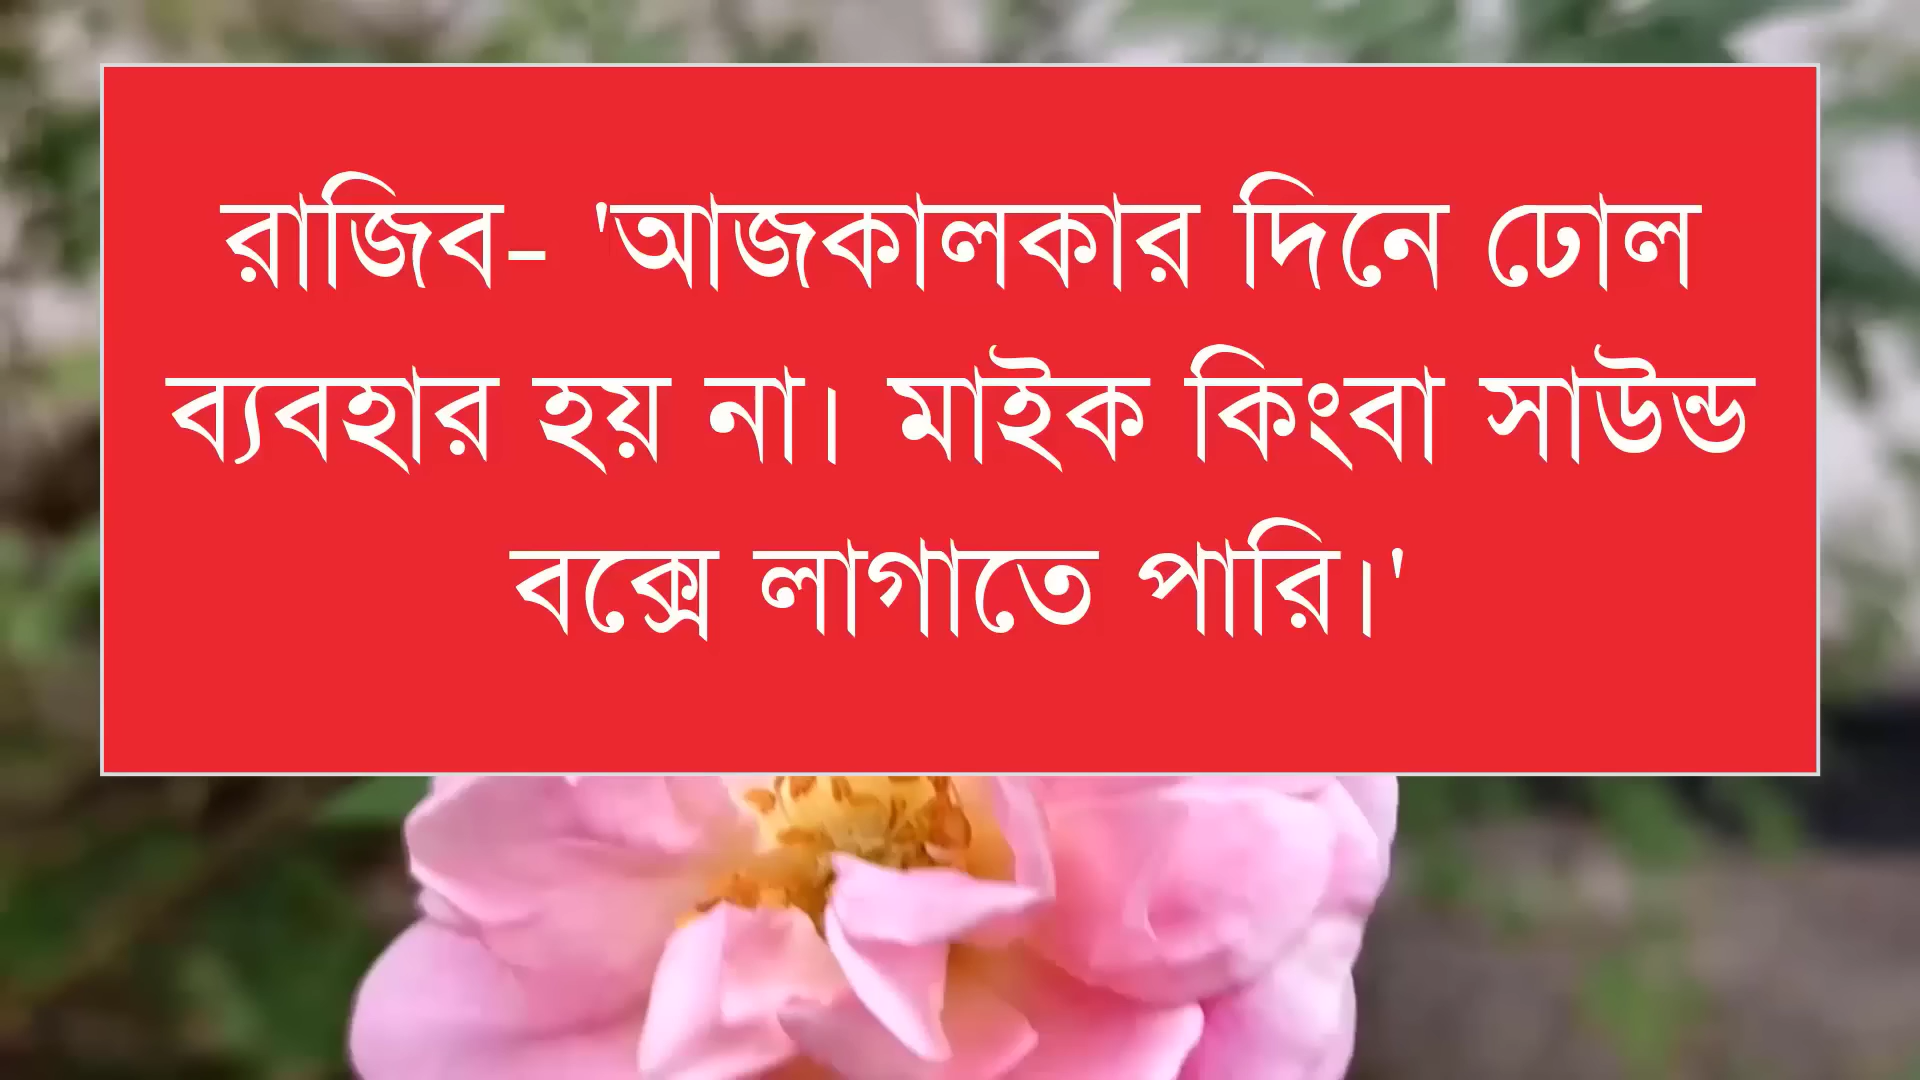 রাজিব- 'আজকালকার দিনে ঢোল
ব্যবহার হয় না। মাইক কিংবা সাউন্ড
বক্সে লাগাতে পারি।'